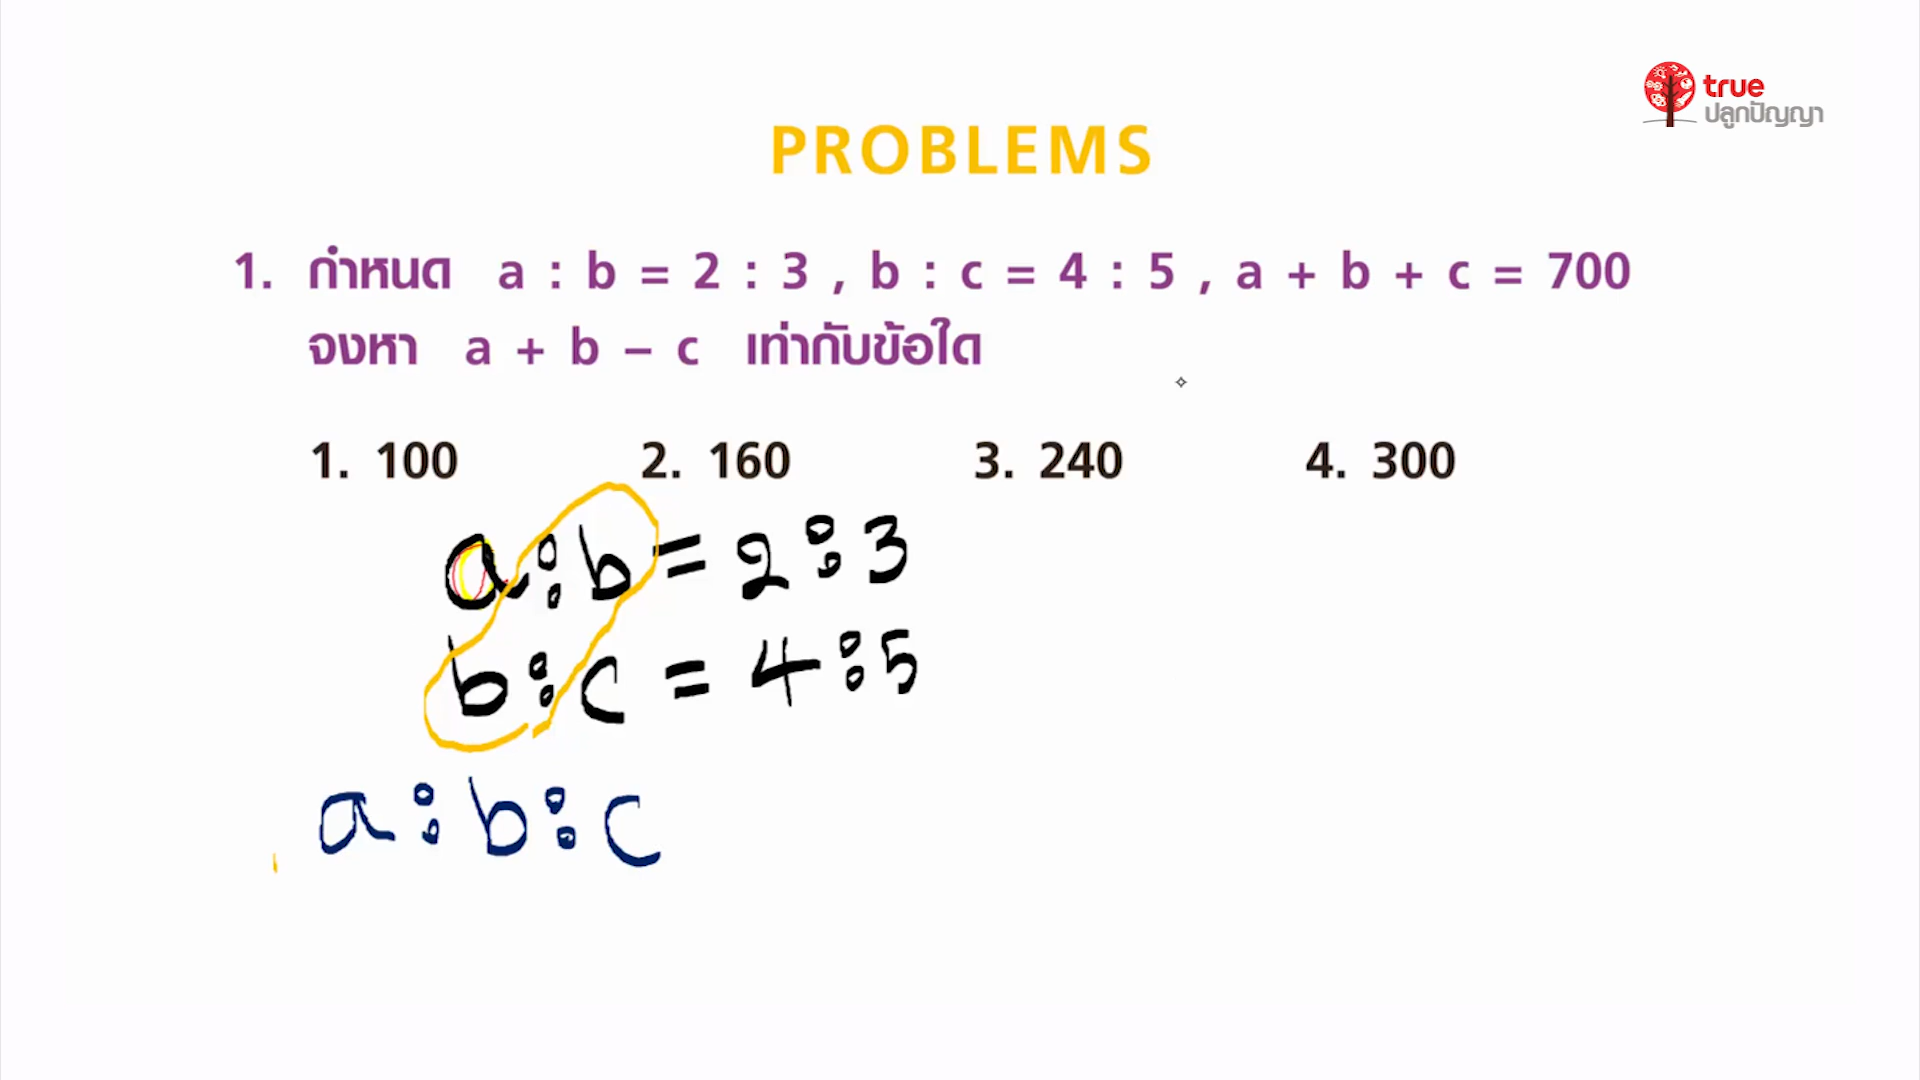 true
ปลูกปัญญา
PROBLEMS
1. กำหนด a : b = 2 : 3 , b : c = 4 : 5 , a + b + c = 700
จงหา a + b – c เท่ากับข้อใด
1. 100 2. 160 3. 240 4. 300
a : b = 2 : 3
b : c = 4 : 5
a : b : c